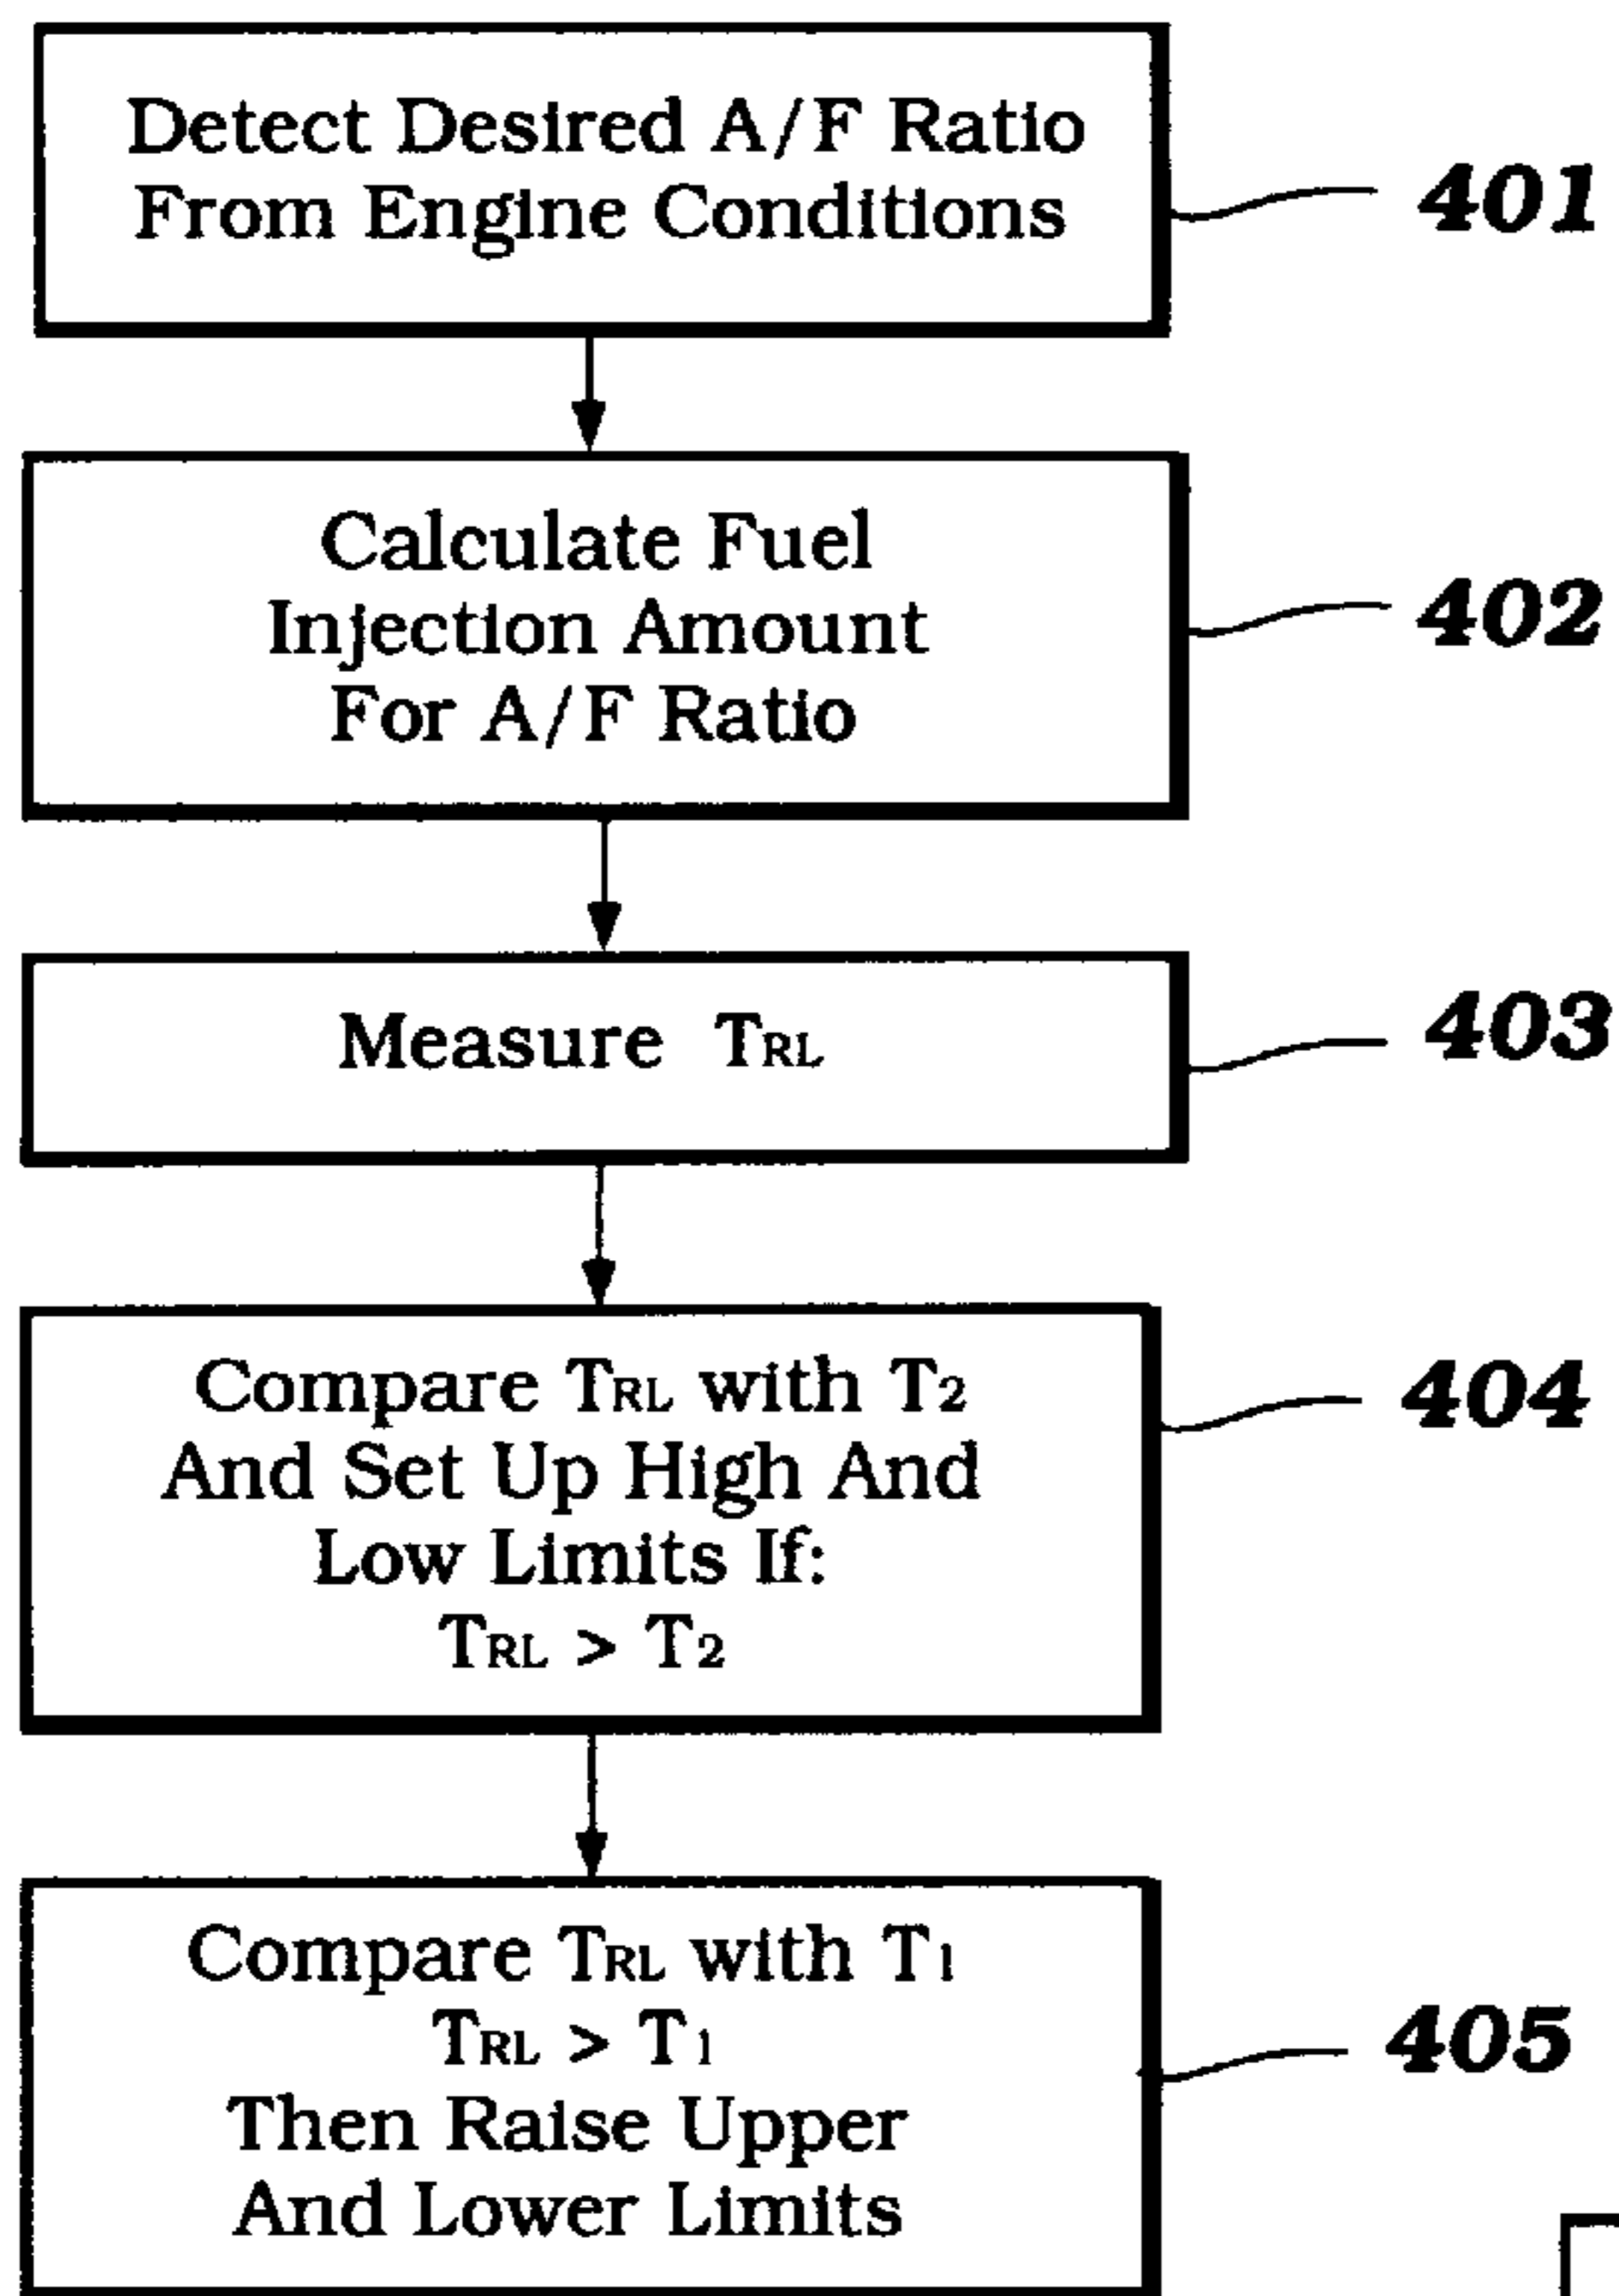 Detect Desired A/F Ratio
From Engine Conditions
401
Calculate Fuel
Injection Amount
For A/F Ratio
402
Measure TRL
403
Compare TRL with T2
And Set Up High And
Low Limits If:
TRL > T2
404
Compare TRL with T1
TRL > T1
Then Raise Upper
And Lower Limits
405